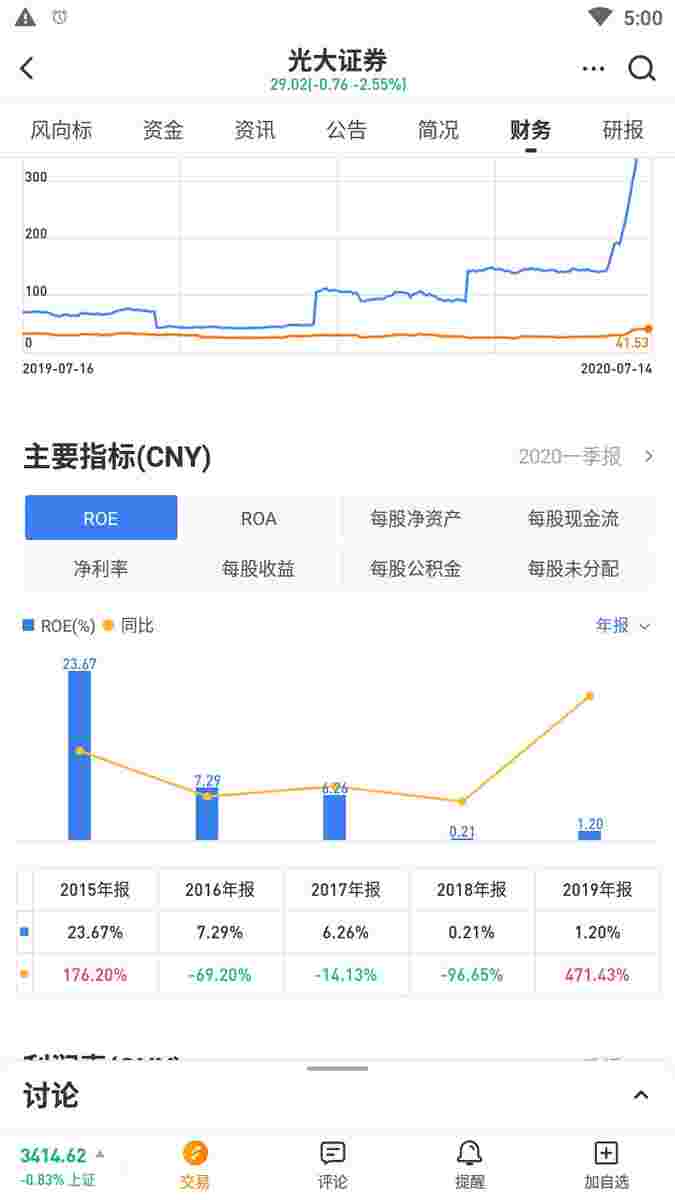 5:00
光大证券
29.02(-0.76 -2.55%)
风向标 资金 资讯 公告 简况 财务 研报
300
200
100
0
41.53
2019-07-16 2020-07-14
主要指标(CNY) 2020一季报
ROE ROA 每股净资产 每股现金流
净利率 每股收益 每股公积金 每股未分配
ROE(%) 同比 年报
23.67
7.29
6.26
0.21
1.20
2015年报 2016年报 2017年报 2018年报 2019年报
23.67% 7.29% 6.26% 0.21% 1.20%
176.20% -69.20% -14.13% -96.65% 471.43%
利润表(CNY)
讨论
3414.62
-0.83% 上证
交易 评论 提醒 加自选